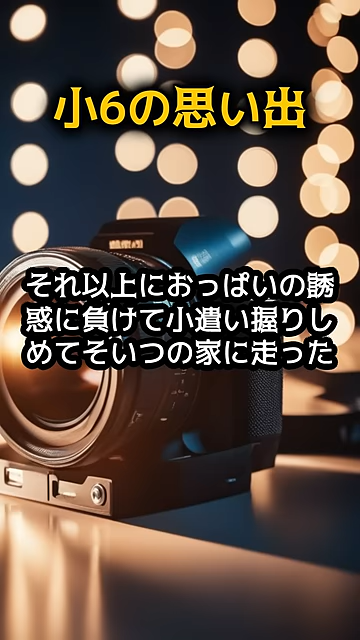 小6の思い出
それ以上におっぱいの誘
惑に負けて小遣い握りし
めてそいつの家に走った